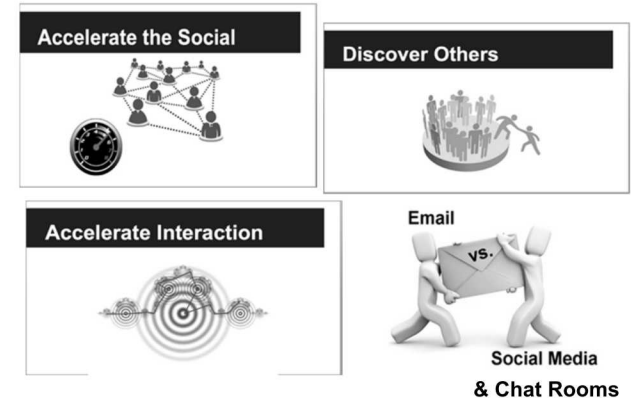 Accelerate the Social
Discover Others
Accelerate Interaction
Email
vs.
Social Media
& Chat Rooms